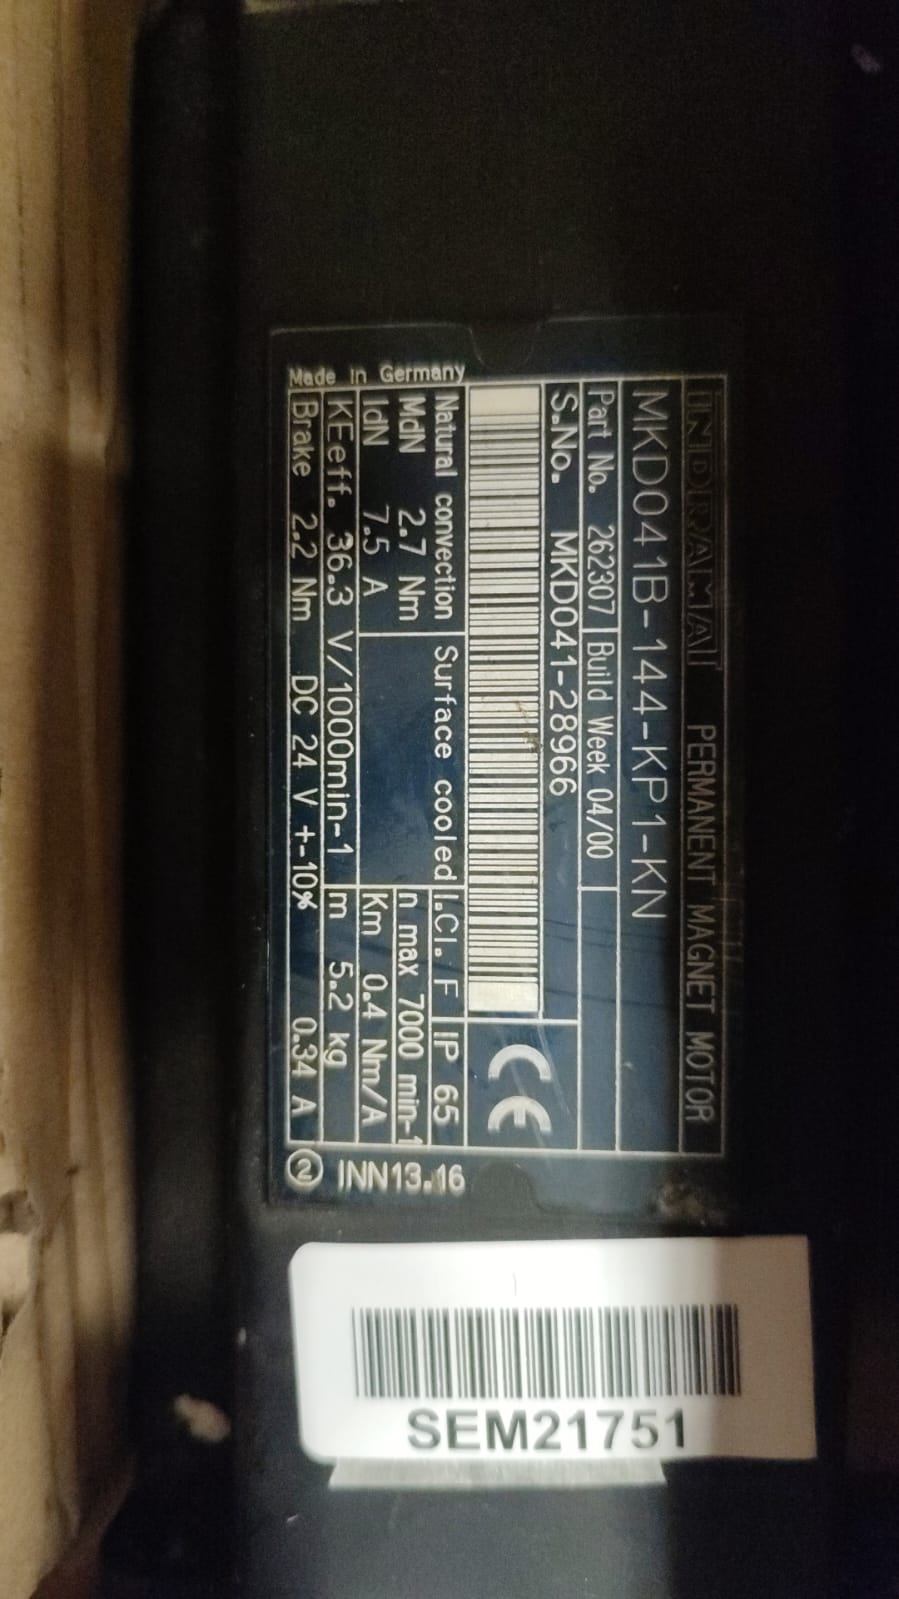 INDRAMAT PERMANENT MAGNET MOTOR
MKD041B-144-KP1-KN
Part No. 262307 Build Week 04/00
S.No. MKD041-28966
CE
Natural convection Surface cooled I.Cl. F IP 65
MdN 2.7 Nm n max 7000 min-1
IdN 7.5 A Km 0.4 Nm/A
KEeff. 36.3 V/1000min-1 m 5.2 kg
Brake 2.2 Nm DC 24 V +-10% 0.34 A
Made in Germany
INN13.16 2
SEM21751